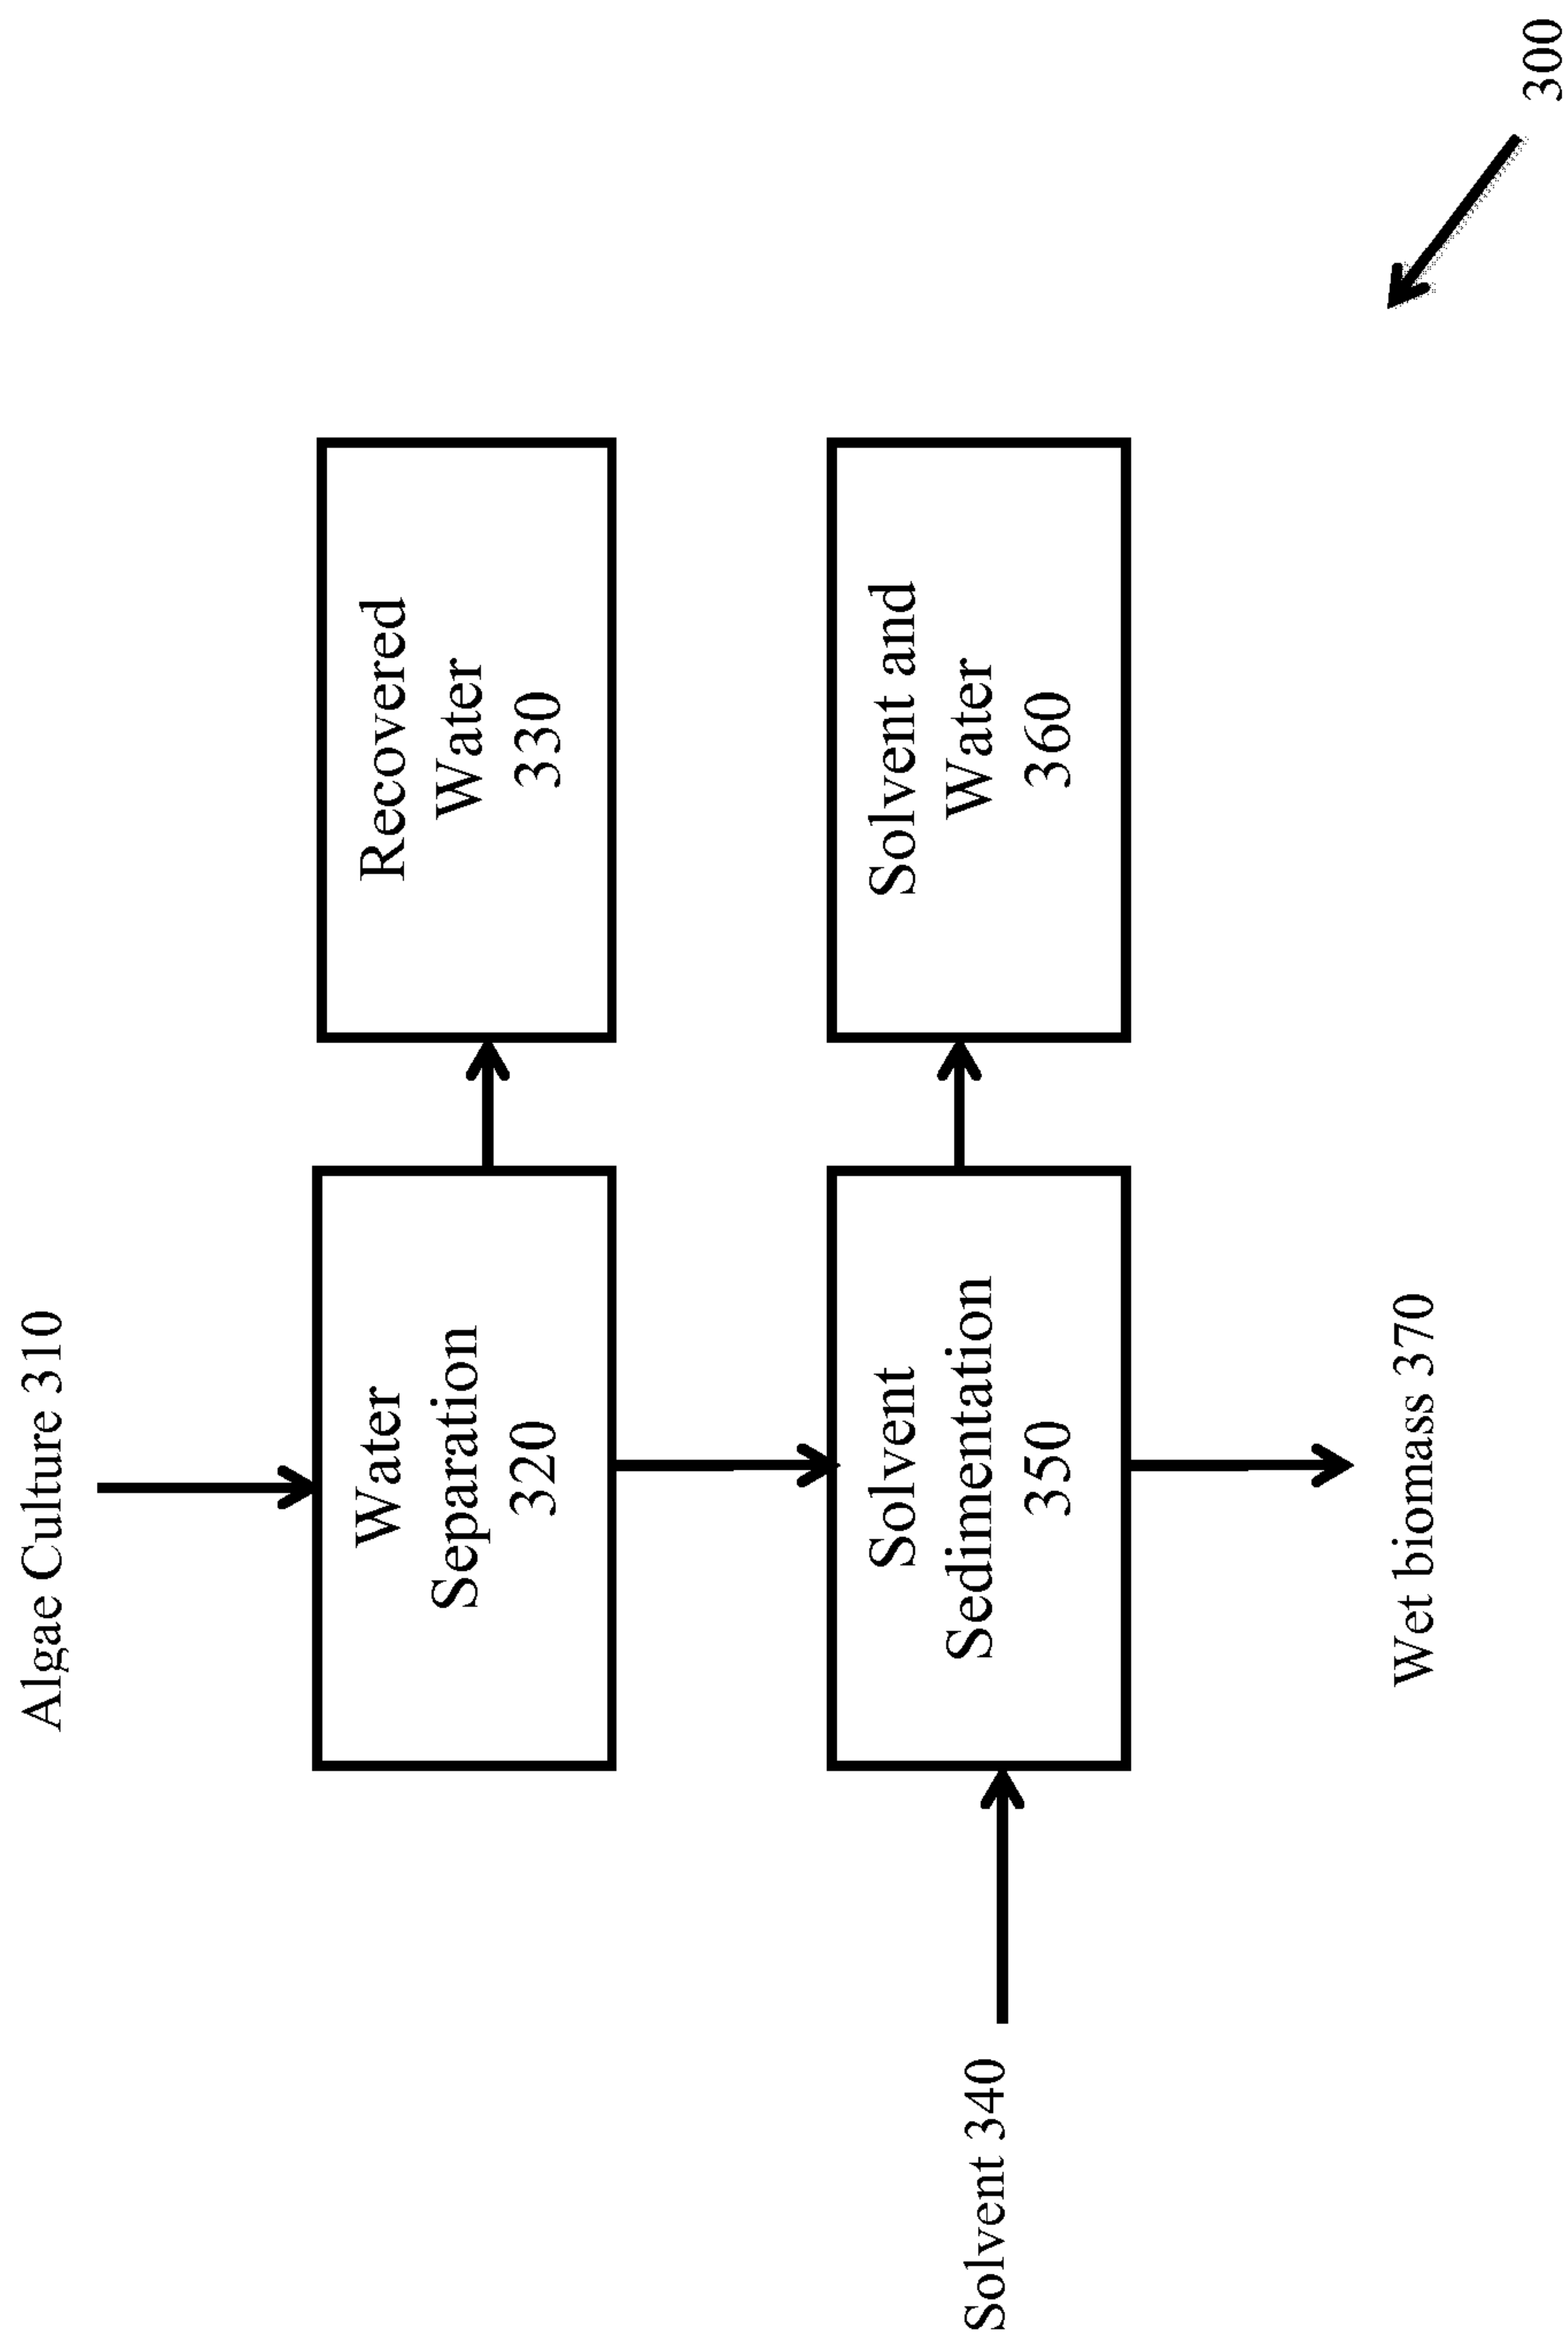 Algae Culture 310
Water
Separation
320
Recovered
Water
330
Solvent 340
Solvent
Sedimentation
350
Solvent and
Water
360
Wet biomass 370
300